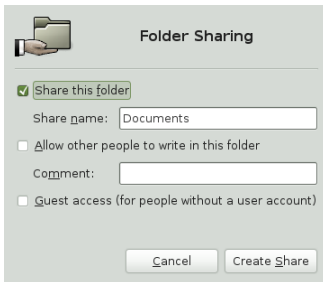 Folder Sharing
Share this folder
Share name: Documents
Allow other people to write in this folder
Comment:
Guest access (for people without a user account)
Cancel Create Share